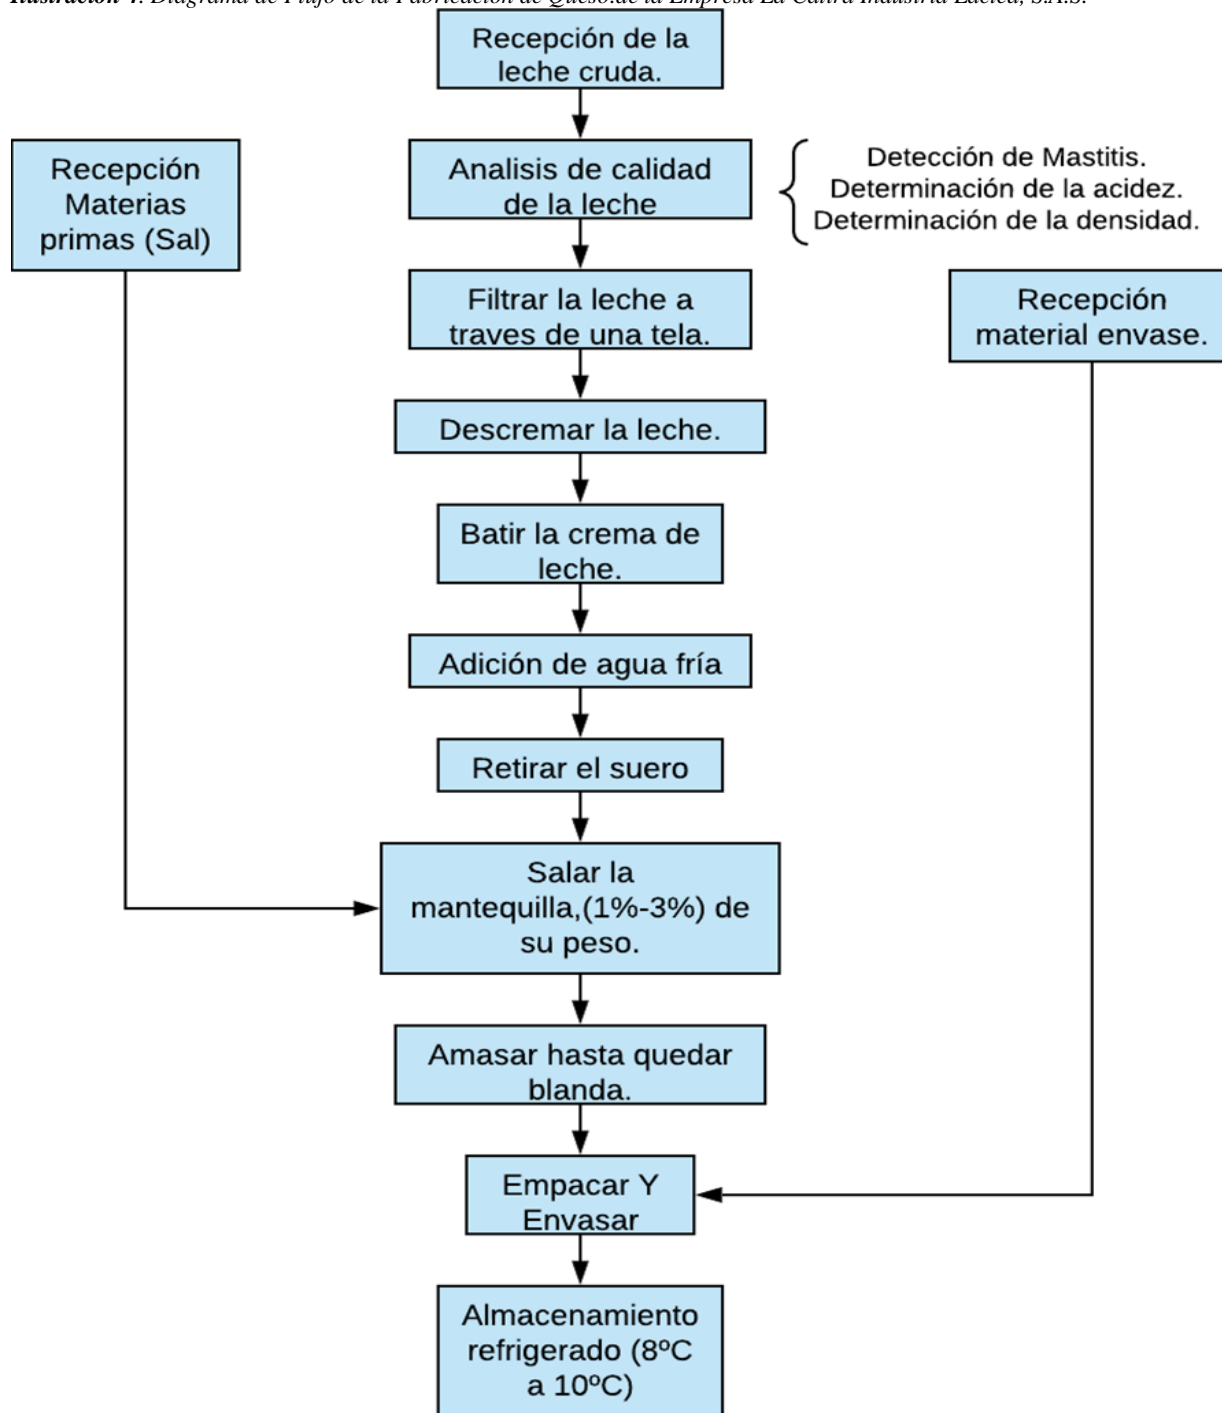 Ilustración 4. Diagrama de Flujo de la Fabricación de Queso.de la Empresa La Catira Industria Láctea, S.A.S.
Recepción de la
leche cruda.
Recepción
Materias
primas (Sal)
Analisis de calidad
de la leche
Detección de Mastitis.
Determinación de la acidez.
Determinación de la densidad.
Filtrar la leche a
traves de una tela.
Recepción
material envase.
Descremar la leche.
Batir la crema de
leche.
Adición de agua fría
Retirar el suero
Salar la
mantequilla,(1%-3%) de
su peso.
Amasar hasta quedar
blanda.
Empacar Y
Envasar
Almacenamiento
refrigerado (8ºC
a 10ºC)